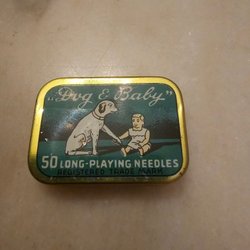 "Dog & Baby"
50 LONG-PLAYING NEEDLES
REGISTERED TRADE MARK